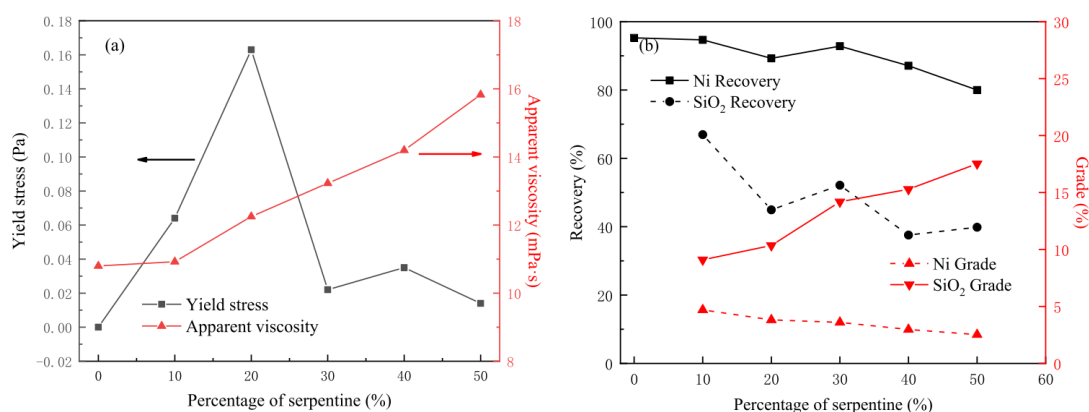 (a)
0.18
0.16
0.14
0.12
0.10
0.08
0.06
0.04
0.02
0.00
-0.02
Yield stress (Pa)
18
16
14
12
10
8
Apparent viscosity (mPa·s)
Yield stress
Apparent viscosity
0 10 20 30 40 50
Percentage of serpentine (%)
(b)
100
80
60
40
20
0
Recovery (%)
30
25
20
15
10
5
0
Grade (%)
Ni Recovery
SiO₂ Recovery
Ni Grade
SiO₂ Grade
0 10 20 30 40 50 60
Percentage of serpentine (%)